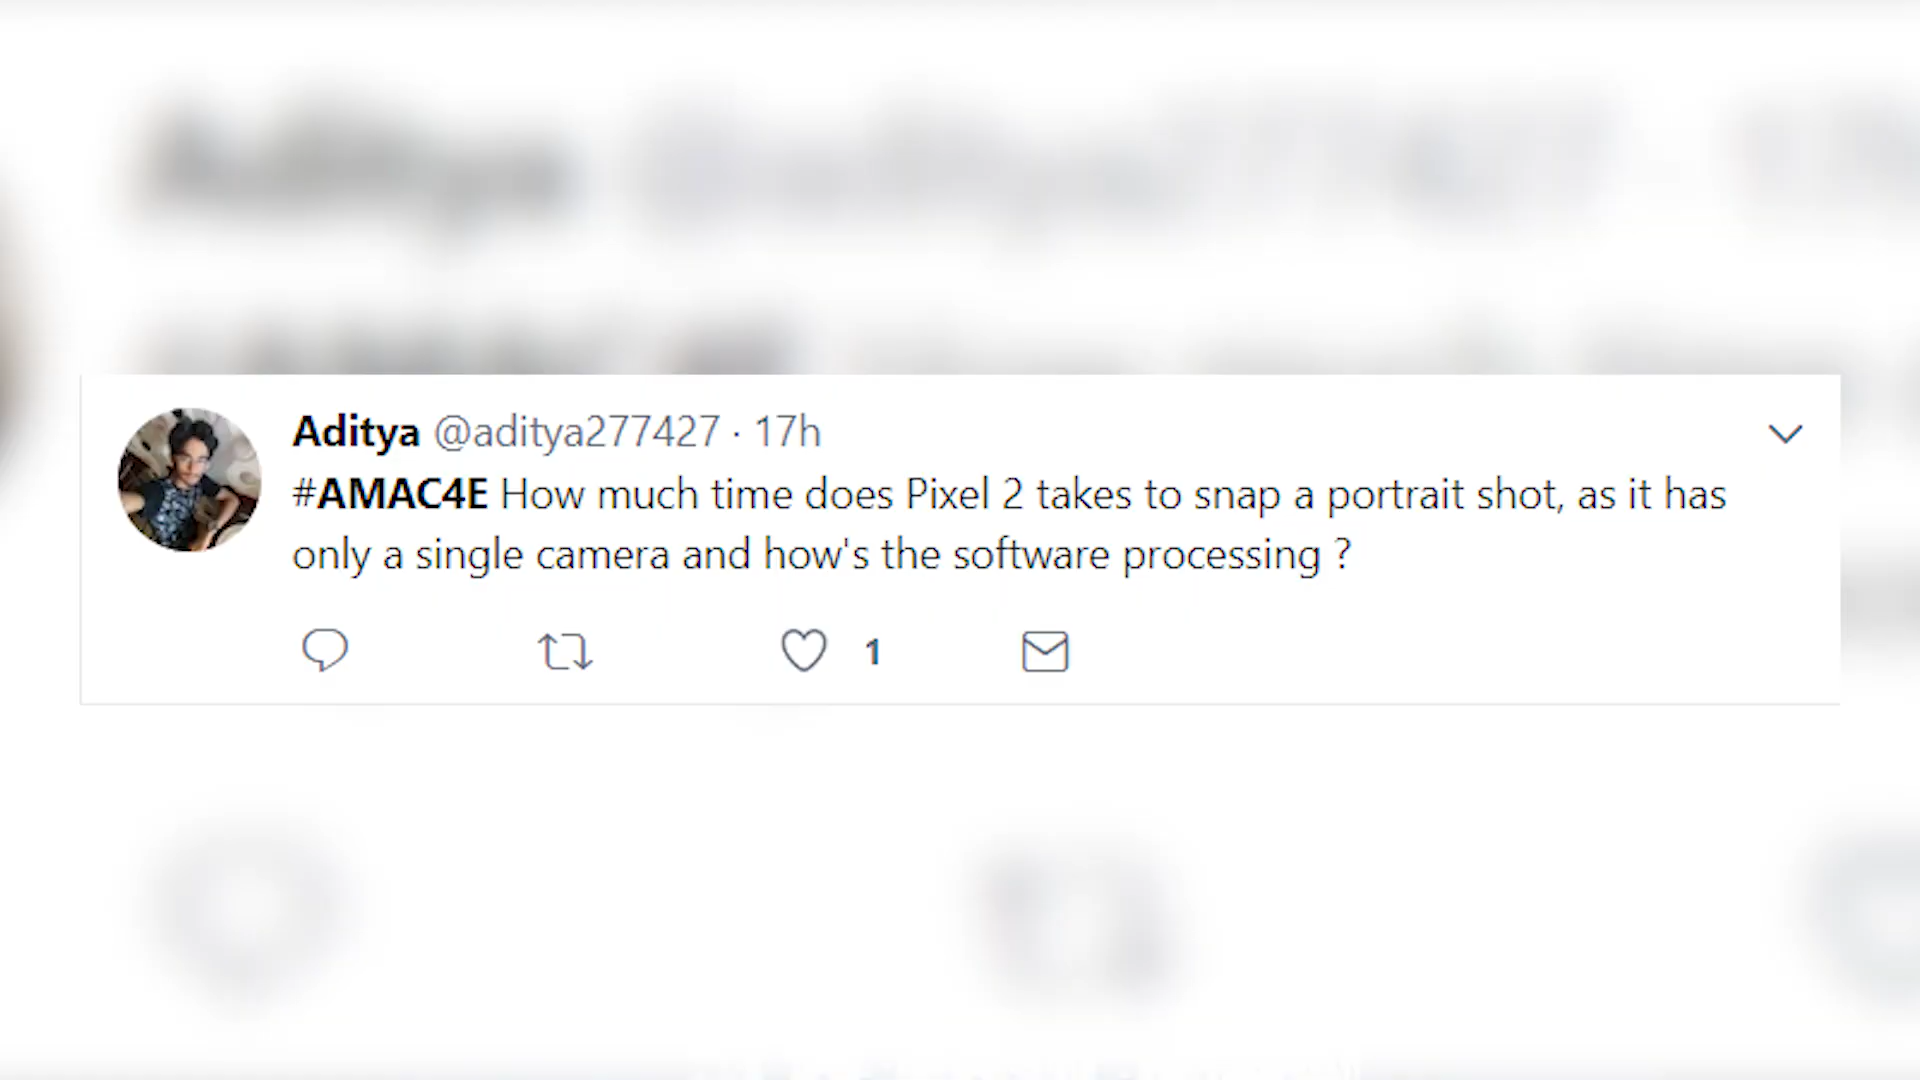 Aditya @aditya277427 · 17h
#AMAC4E How much time does Pixel 2 takes to snap a portrait shot, as it has
only a single camera and how's the software processing ?
1